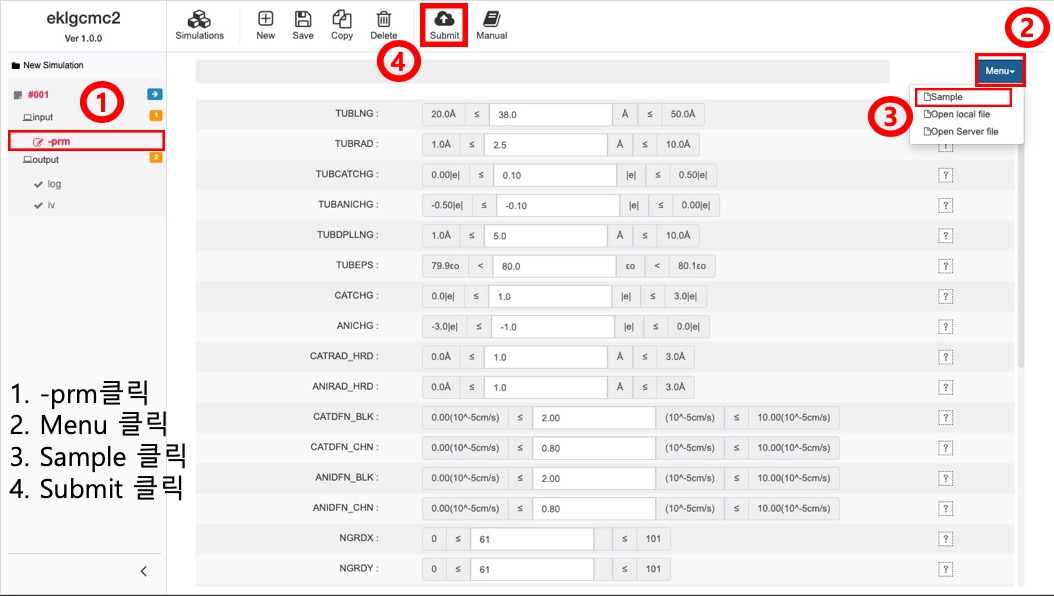 eklgcmc2
Ver 1.0.0
Simulations
New
Save
Copy
Delete
Submit
Manual
New Simulation
#001
input 1
-prm
output 2
log
iv
1
2
3
4
Menu
Sample
Open local file
Open Server file
TUBLNG : 20.0Å ≤ 38.0 Å ≤ 50.0Å
TUBRAD : 1.0Å ≤ 2.5 Å ≤ 10.0Å
TUBCATCHG : 0.00|e| ≤ 0.10 |e| ≤ 0.50|e| ?
TUBANICHG : -0.50|e| ≤ -0.10 |e| ≤ 0.00|e| ?
TUBDPLLNG : 1.0Å ≤ 5.0 Å ≤ 10.0Å ?
TUBEPS : 79.9εo < 80.0 εo < 80.1εo ?
CATCHG : 0.0|e| ≤ 1.0 |e| ≤ 3.0|e| ?
ANICHG : -3.0|e| ≤ -1.0 |e| ≤ 0.0|e| ?
CATRAD_HRD : 0.0Å ≤ 1.0 Å ≤ 3.0Å ?
ANIRAD_HRD : 0.0Å ≤ 1.0 Å ≤ 3.0Å ?
CATDFN_BLK : 0.00(10^-5cm/s) ≤ 2.00 (10^-5cm/s) ≤ 10.00(10^-5cm/s) ?
CATDFN_CHN : 0.00(10^-5cm/s) ≤ 0.80 (10^-5cm/s) ≤ 10.00(10^-5cm/s) ?
ANIDFN_BLK : 0.00(10^-5cm/s) ≤ 2.00 (10^-5cm/s) ≤ 10.00(10^-5cm/s) ?
ANIDFN_CHN : 0.00(10^-5cm/s) ≤ 0.80 (10^-5cm/s) ≤ 10.00(10^-5cm/s) ?
NGRDX : 0 ≤ 61 ≤ 101 ?
NGRDY : 0 ≤ 61 ≤ 101 ?
1. -prm클릭
2. Menu 클릭
3. Sample 클릭
4. Submit 클릭